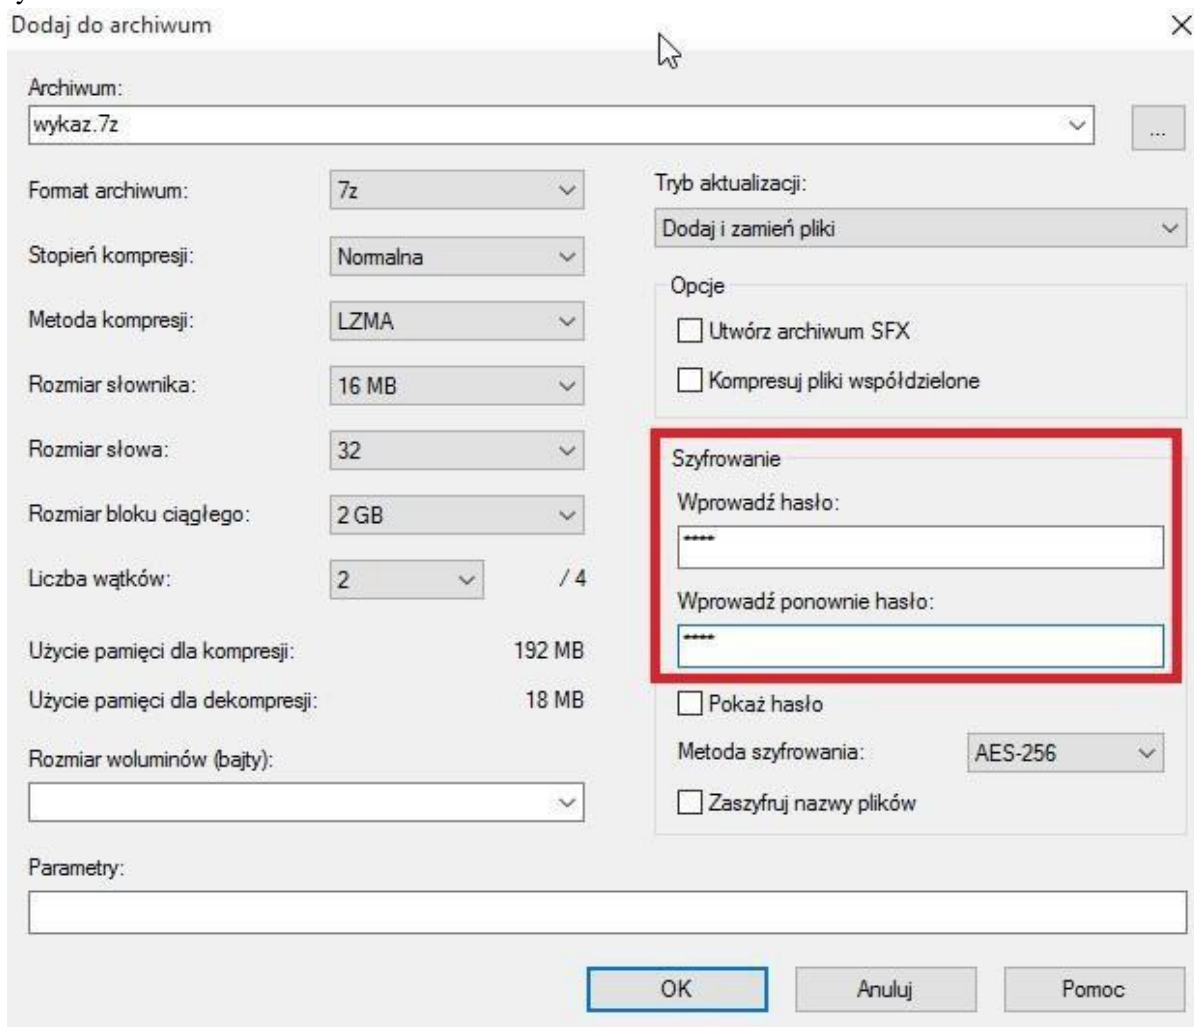 Dodaj do archiwum
Archiwum:
wykaz.7z
...
Format archiwum:
7z
Stopień kompresji:
Normalna
Metoda kompresji:
LZMA
Rozmiar słownika:
16 MB
Rozmiar słowa:
32
Rozmiar bloku ciągłego:
2 GB
Liczba wątków:
2
/ 4
Użycie pamięci dla kompresji:
192 MB
Użycie pamięci dla dekompresji:
18 MB
Rozmiar woluminów (bajty):
Tryb aktualizacji:
Dodaj i zamień pliki
Opcje
Utwórz archiwum SFX
Kompresuj pliki współdzielone
Szyfrowanie
Wprowadź hasło:
****
Wprowadź ponownie hasło:
****
Pokaż hasło
Metoda szyfrowania:
AES-256
Zaszyfruj nazwy plików
Parametry:
OK
Anuluj
Pomoc